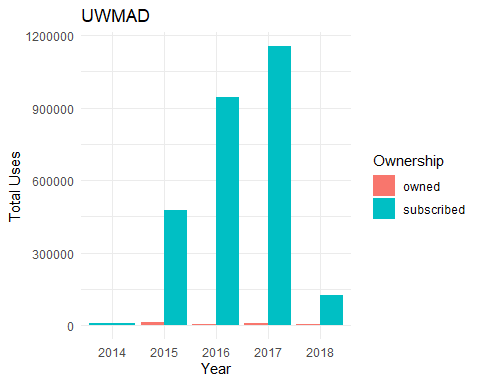 UWMAD
1200000
900000
600000
300000
0
Total Uses
2014 2015 2016 2017 2018
Year
Ownership
owned
subscribed